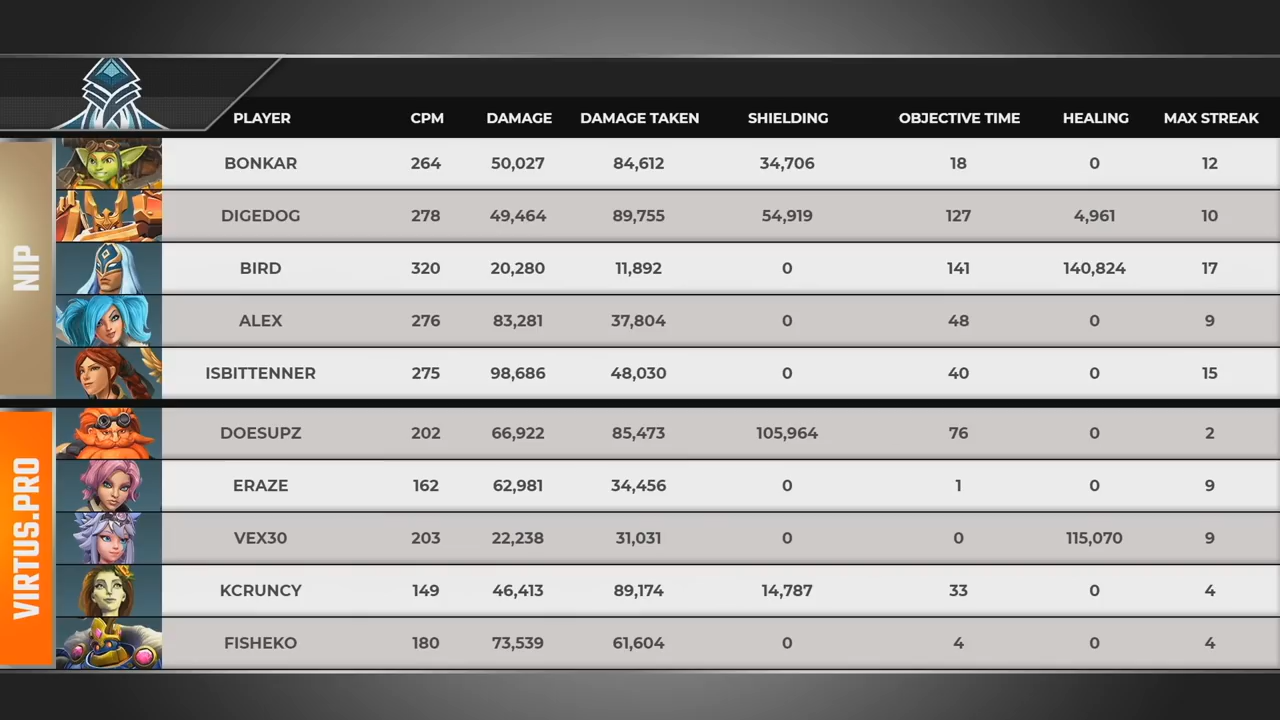 PLAYER CPM DAMAGE DAMAGE TAKEN SHIELDING OBJECTIVE TIME HEALING MAX STREAK
NIP
BONKAR 264 50,027 84,612 34,706 18 0 12
DIGEDOG 278 49,464 89,755 54,919 127 4,961 10
BIRD 320 20,280 11,892 0 141 140,824 17
ALEX 276 83,281 37,804 0 48 0 9
ISBITTENNER 275 98,686 48,030 0 40 0 15
VIRTUS.PRO
DOESUPZ 202 66,922 85,473 105,964 76 0 2
ERAZE 162 62,981 34,456 0 1 0 9
VEX30 203 22,238 31,031 0 0 115,070 9
KCRUNCY 149 46,413 89,174 14,787 33 0 4
FISHEKO 180 73,539 61,604 0 4 0 4